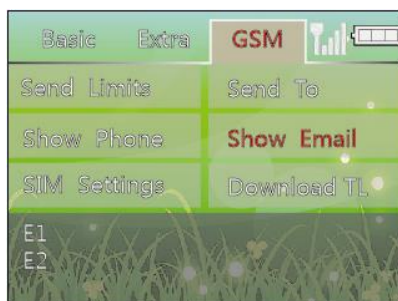 Basic Extra GSM
Send Limits Send To
Show Phone Show Email
SIM Settings Download TL
E1
E2